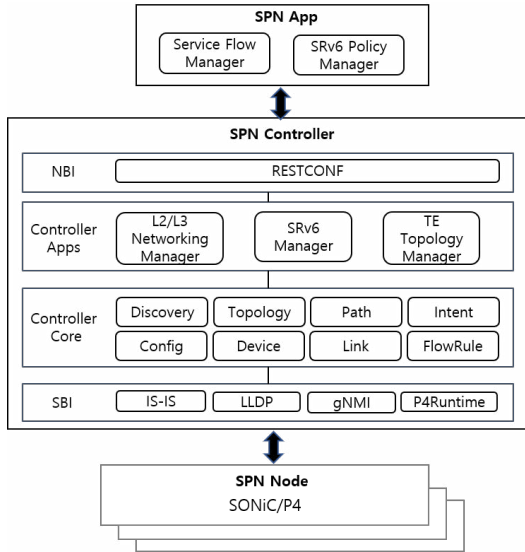 SPN App
Service Flow
Manager
SRv6 Policy
Manager
SPN Controller
NBI
RESTCONF
Controller
Apps
L2/L3
Networking
Manager
SRv6
Manager
TE
Topology
Manager
Controller
Core
Discovery
Topology
Path
Intent
Config
Device
Link
FlowRule
SBI
IS-IS
LLDP
gNMI
P4Runtime
SPN Node
SONiC/P4